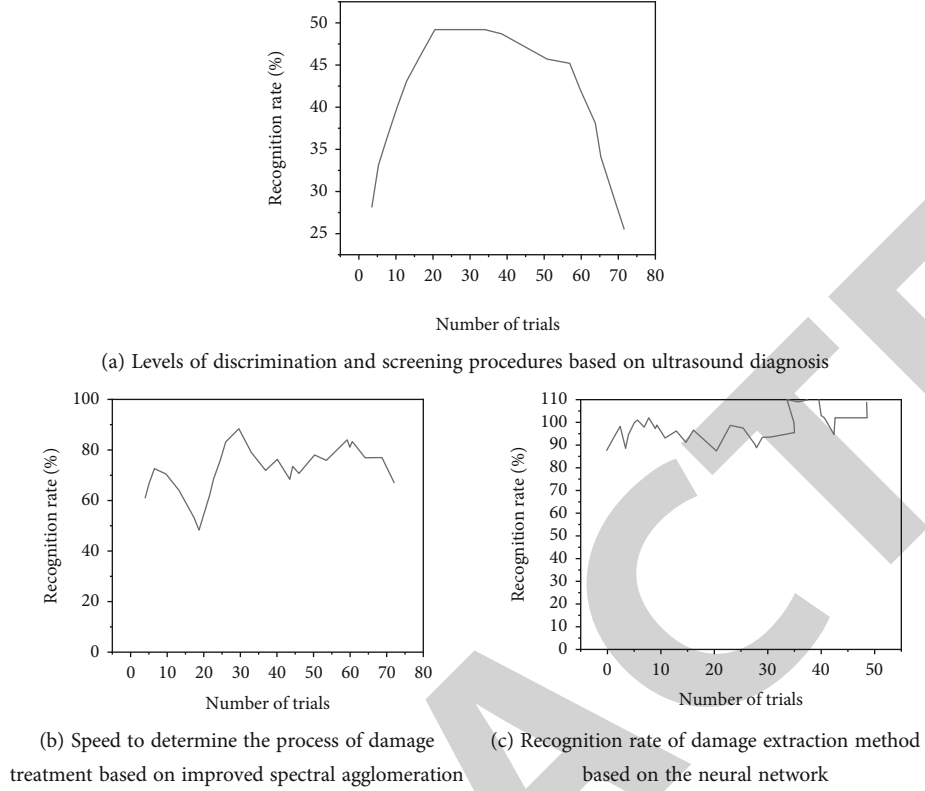 50
45
40
35
30
25
Recognition rate (%)
0 10 20 30 40 50 60 70 80
Number of trials
(a) Levels of discrimination and screening procedures based on ultrasound diagnosis
100
80
60
40
20
0
Recognition rate (%)
0 10 20 30 40 50 60 70 80
Number of trials
(b) Speed to determine the process of damage
treatment based on improved spectral agglomeration
110
100
90
80
70
60
50
40
30
20
10
0
Recognition rate (%)
0 10 20 30 40 50
Number of trials
(c) Recognition rate of damage extraction method
based on the neural network